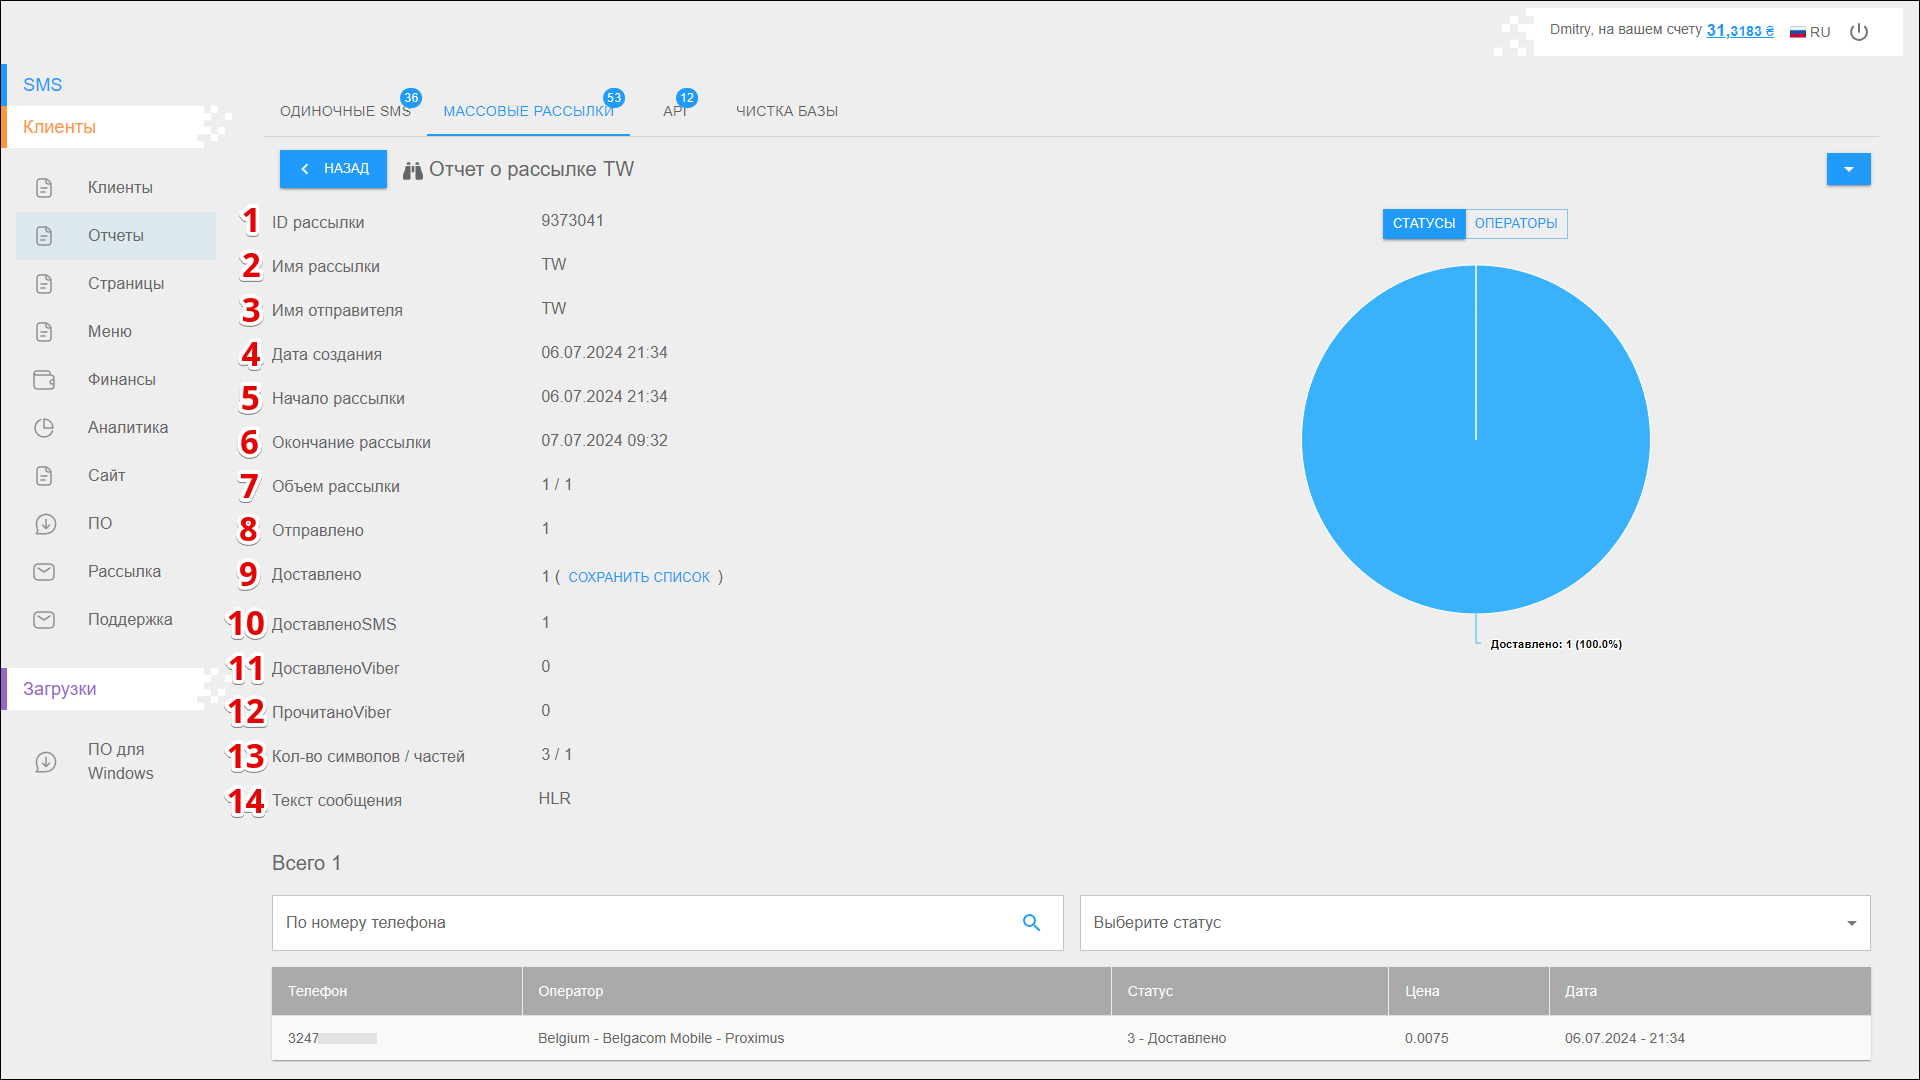 Dmitry, на вашем счету 31,3183 ₴ RU
SMS
Клиенты
Клиенты
Отчеты
Страницы
Меню
Финансы
Аналитика
Сайт
ПО
Рассылка
Поддержка
Загрузки
ПО для
Windows
ОДИНОЧНЫЕ SMS 36 МАССОВЫЕ РАССЫЛКИ 53 API 12 ЧИСТКА БАЗЫ
НАЗАД Отчет о рассылке TW
1 ID рассылки 9373041
2 Имя рассылки TW
3 Имя отправителя TW
4 Дата создания 06.07.2024 21:34
5 Начало рассылки 06.07.2024 21:34
6 Окончание рассылки 07.07.2024 09:32
7 Объем рассылки 1 / 1
8 Отправлено 1
9 Доставлено 1 ( СОХРАНИТЬ СПИСОК )
10 ДоставленоSMS 1
11 ДоставленоViber 0
12 ПрочитаноViber 0
13 Кол-во символов / частей 3 / 1
14 Текст сообщения HLR
СТАТУСЫ ОПЕРАТОРЫ
Доставлено: 1 (100.0%)
Всего 1
По номеру телефона Выберите статус
Телефон Оператор Статус Цена Дата
3247 Belgium - Belgacom Mobile - Proximus 3 - Доставлено 0.0075 06.07.2024 - 21:34